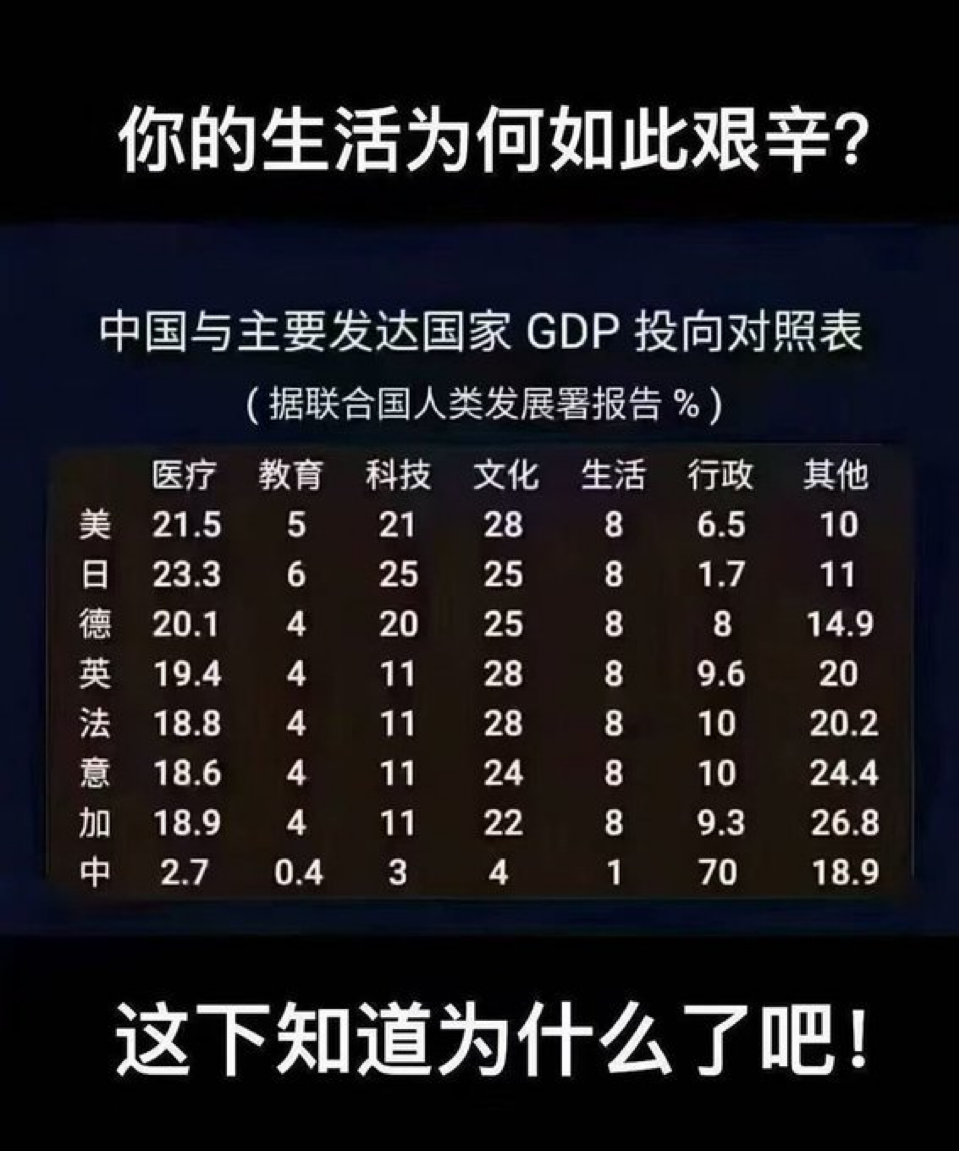 你的生活为何如此艰辛?
中国与主要发达国家 GDP 投向对照表
( 据联合国人类发展署报告 % )
医疗 教育 科技 文化 生活 行政 其他
美 21.5 5 21 28 8 6.5 10
日 23.3 6 25 25 8 1.7 11
德 20.1 4 20 25 8 8 14.9
英 19.4 4 11 28 8 9.6 20
法 18.8 4 11 28 8 10 20.2
意 18.6 4 11 24 8 10 24.4
加 18.9 4 11 22 8 9.3 26.8
中 2.7 0.4 3 4 1 70 18.9
这下知道为什么了吧!